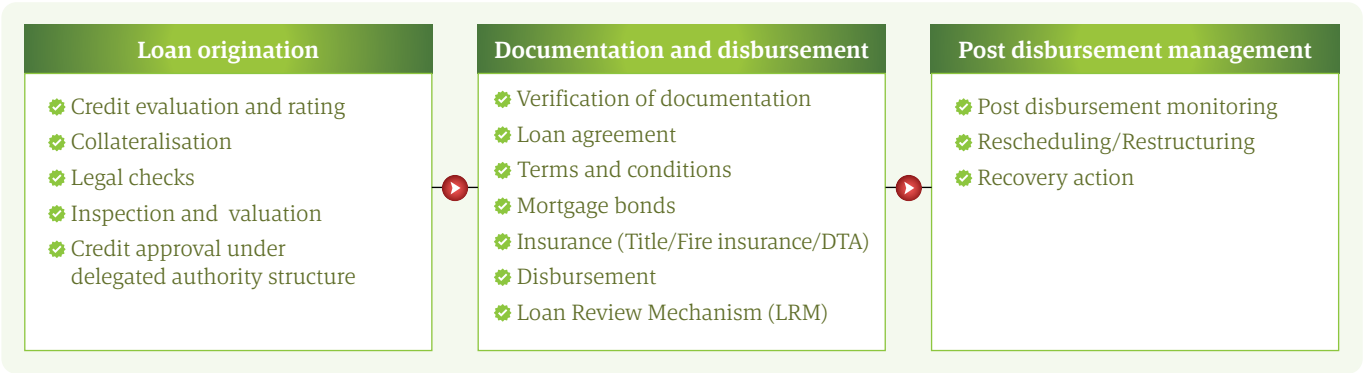 Loan origination
Credit evaluation and rating
Collateralisation
Legal checks
Inspection and valuation
Credit approval under
delegated authority structure
Documentation and disbursement
Verification of documentation
Loan agreement
Terms and conditions
Mortgage bonds
Insurance (Title/Fire insurance/DTA)
Disbursement
Loan Review Mechanism (LRM)
Post disbursement management
Post disbursement monitoring
Rescheduling/Restructuring
Recovery action